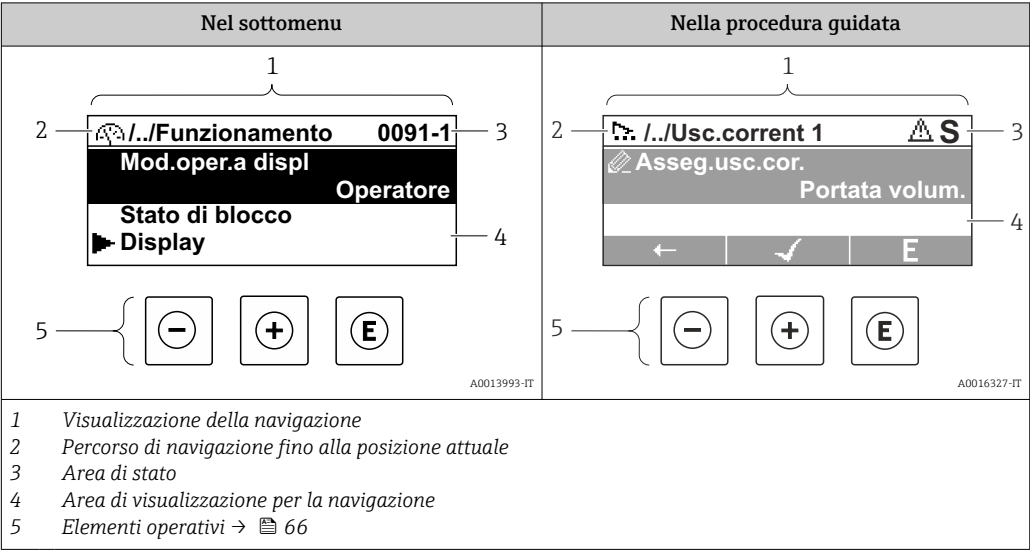 Nel sottomenu
Nella procedura guidata
1
2
/../Funzionamento 0091-1
3
Mod.oper.a displ
Operatore
Stato di blocco
Display
4
5
- + E
A0013993-IT
1
2
/../Usc.corrent 1 S
3
Asseg.usc.cor.
Portata volum.
4
← ✓ E
5
- + E
A0016327-IT
1 Visualizzazione della navigazione
2 Percorso di navigazione fino alla posizione attuale
3 Area di stato
4 Area di visualizzazione per la navigazione
5 Elementi operativi → 66